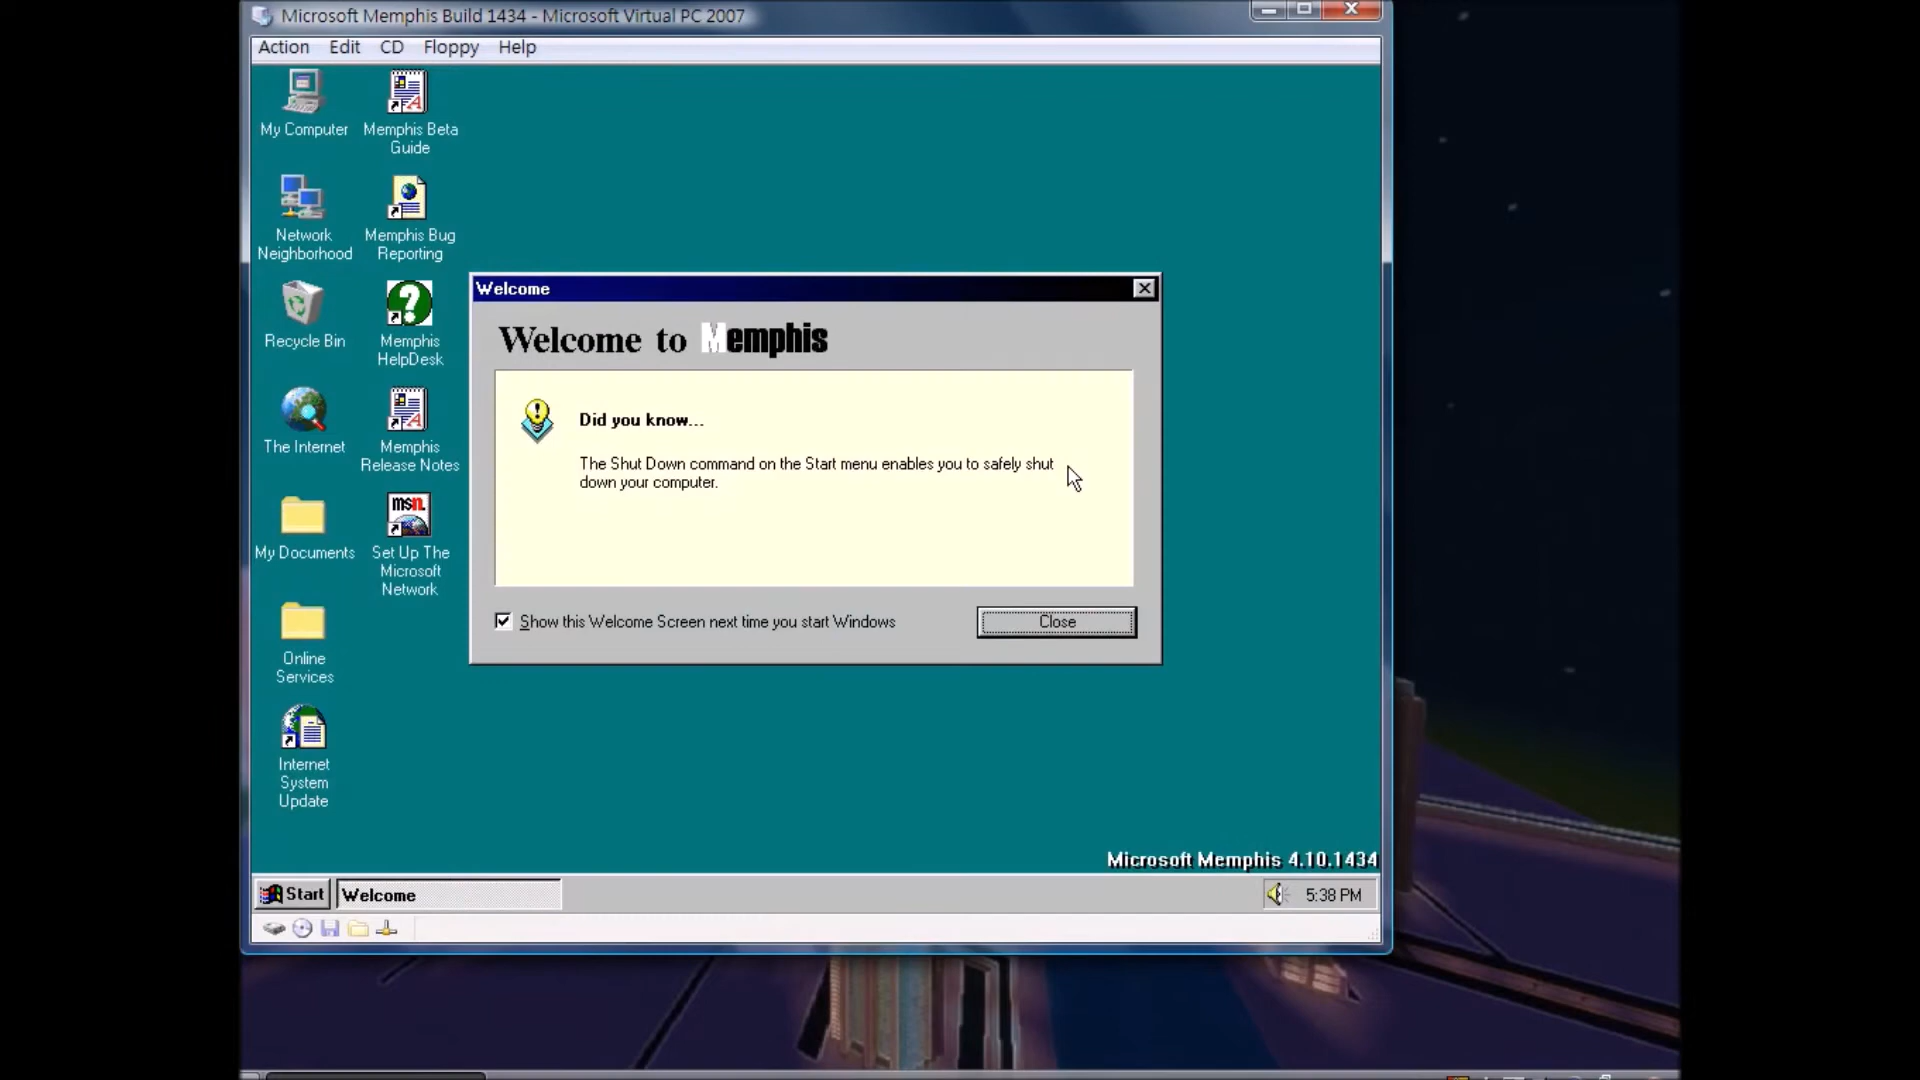 Microsoft Memphis Build 1434 - Microsoft Virtual PC 2007
Action Edit CD Floppy Help
My Computer
Memphis Beta
Guide
Network
Neighborhood
Memphis Bug
Reporting
Recycle Bin
Memphis
HelpDesk
The Internet
Memphis
Release Notes
My Documents
msn.
Set Up The
Microsoft
Network
Online
Services
Internet
System
Update
Welcome
Welcome to Memphis
Did you know...
The Shut Down command on the Start menu enables you to safely shut
down your computer.
Show this Welcome Screen next time you start Windows
Close
Microsoft Memphis 4.10.1434
Start
Welcome
5:38 PM